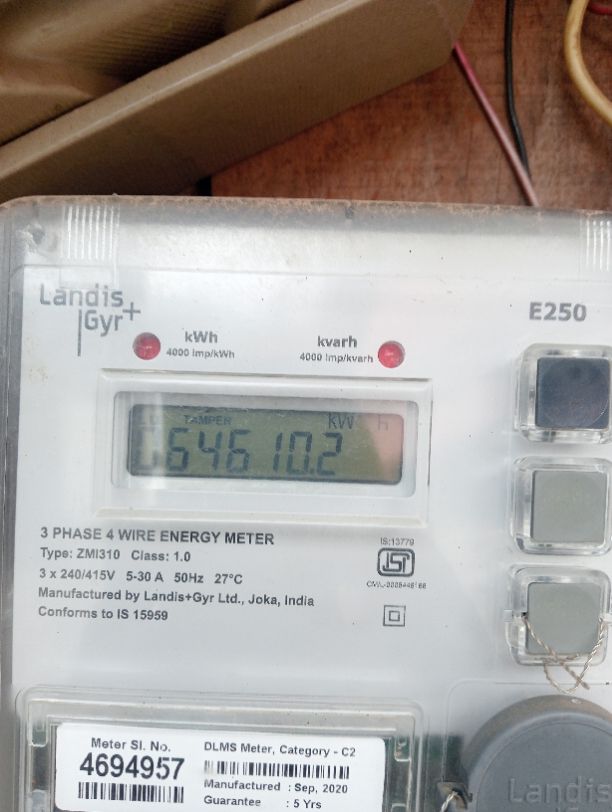 Landis
Gyr+
E250
kWh
4000 imp/kWh
kvarh
4000 imp/kvarh
TAMPER
kW h
064610.2
3 PHASE 4 WIRE ENERGY METER
Type: ZMI310 Class: 1.0
3 x 240/415V 5-30 A 50Hz 27°C
Manufactured by Landis+Gyr Ltd., Joka, India
Conforms to IS 15959
IS:13779
ISI
Meter Sl. No.
4694957
DLMS Meter, Category - C2
Manufactured : Sep, 2020
Guarantee : 5 Yrs
Landis